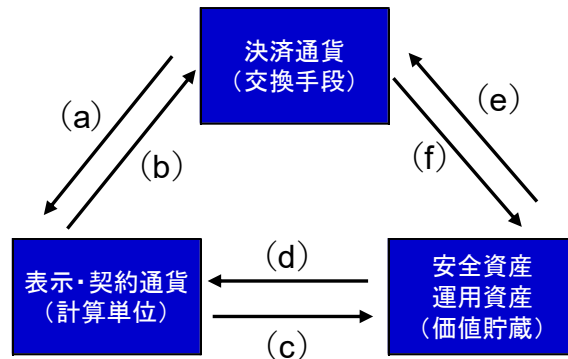 決済通貨
（交換手段）
（a）
（b）
（e）
（f）
表示・契約通貨
（計算単位）
（d）
（c）
安全資産
運用資産
（価値貯蔵）